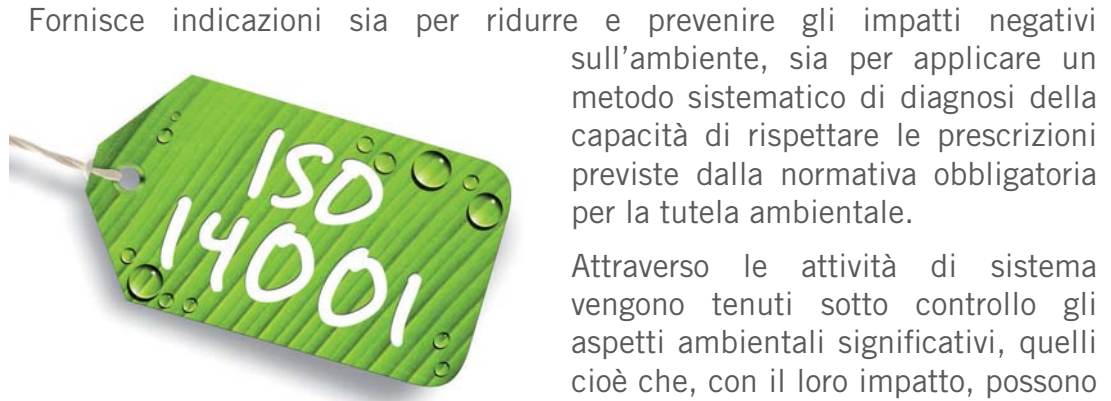 Fornisce indicazioni sia per ridurre e prevenire gli impatti negativi
sull’ambiente, sia per applicare un
metodo sistematico di diagnosi della
capacità di rispettare le prescrizioni
previste dalla normativa obbligatoria
per la tutela ambientale.
Attraverso le attività di sistema
vengono tenuti sotto controllo gli
aspetti ambientali significativi, quelli
cioè che, con il loro impatto, possono
ISO
14001